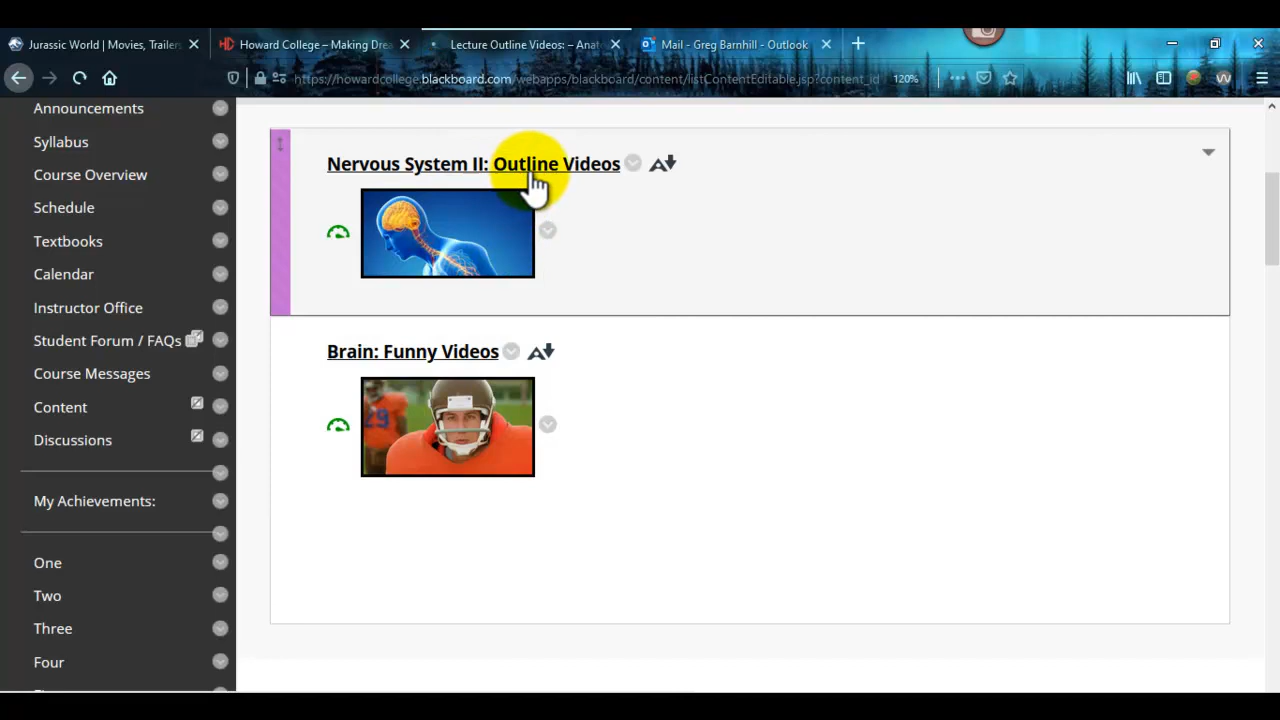 Jurassic World | Movies, Trailers
Howard College – Making Drea
Lecture Outline Videos: – Anat
Mail - Greg Barnhill - Outlook
https://howardcollege.blackboard.com/webapps/blackboard/content/listContentEditable.jsp?content_id
120%
Announcements
Syllabus
Course Overview
Schedule
Textbooks
Calendar
Instructor Office
Student Forum / FAQs
Course Messages
Content
Discussions
My Achievements:
One
Two
Three
Four
Nervous System II: Outline Videos
Brain: Funny Videos